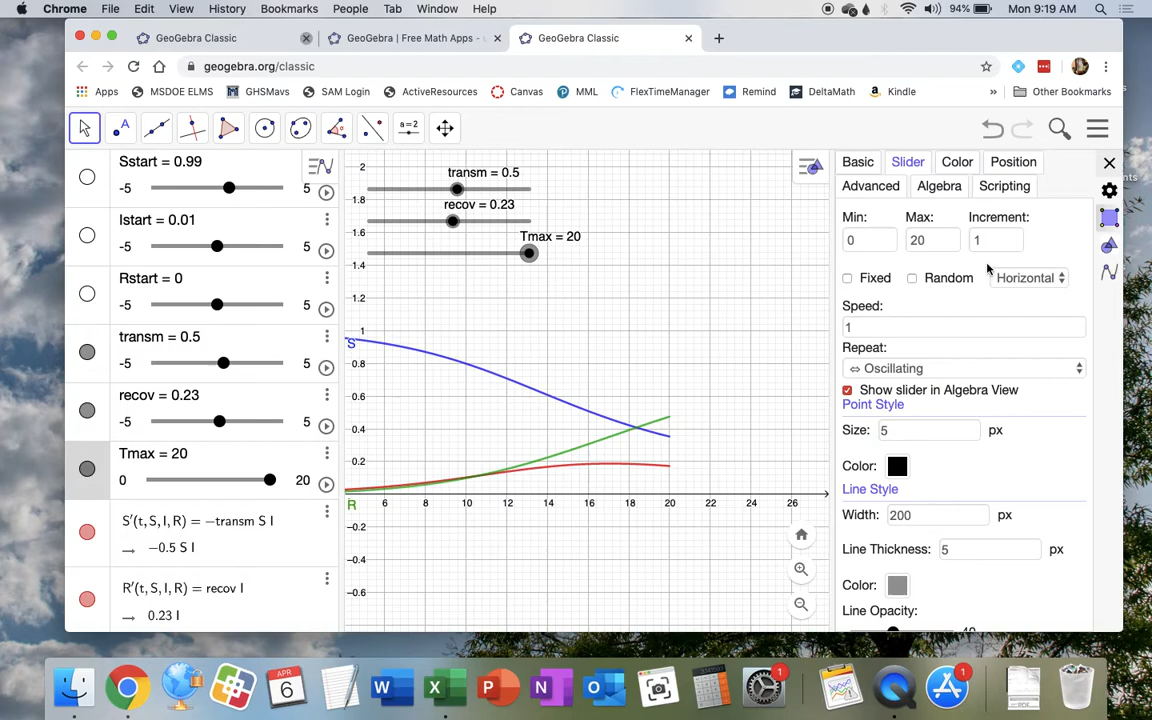 Chrome File Edit View History Bookmarks People Tab Window Help 94% Mon 9:19 AM
GeoGebra Classic GeoGebra | Free Math Apps - GeoGebra Classic
geogebra.org/classic
Apps MSDOE ELMS GHSMavs SAM Login ActiveResources Canvas MML FlexTimeManager Remind DeltaMath Kindle » Other Bookmarks
a=2
Sstart = 0.99
-5 5
Istart = 0.01
-5 5
Rstart = 0
-5 5
transm = 0.5
-5 5
recov = 0.23
-5 5
Tmax = 20
0 20
S′(t, S, I, R) = −transm S I
→ −0.5 S I
R′(t, S, I, R) = recov I
→ 0.23 I
transm = 0.5
recov = 0.23
Tmax = 20
2
1.8
1.6
1.4
1.2
1
S
0.8
0.6
0.4
0.2
6 8 10 12 14 16 18 20 22 24 26
R
−0.2
−0.4
−0.6
Basic Slider Color Position
Advanced Algebra Scripting
Min: Max: Increment:
0 20 1
Fixed Random Horizontal
Speed:
1
Repeat:
⇔ Oscillating
Show slider in Algebra View
Point Style
Size: 5 px
Color:
Line Style
Width: 200 px
Line Thickness: 5 px
Color:
Line Opacity:
W X P N O
APR
6
1
1